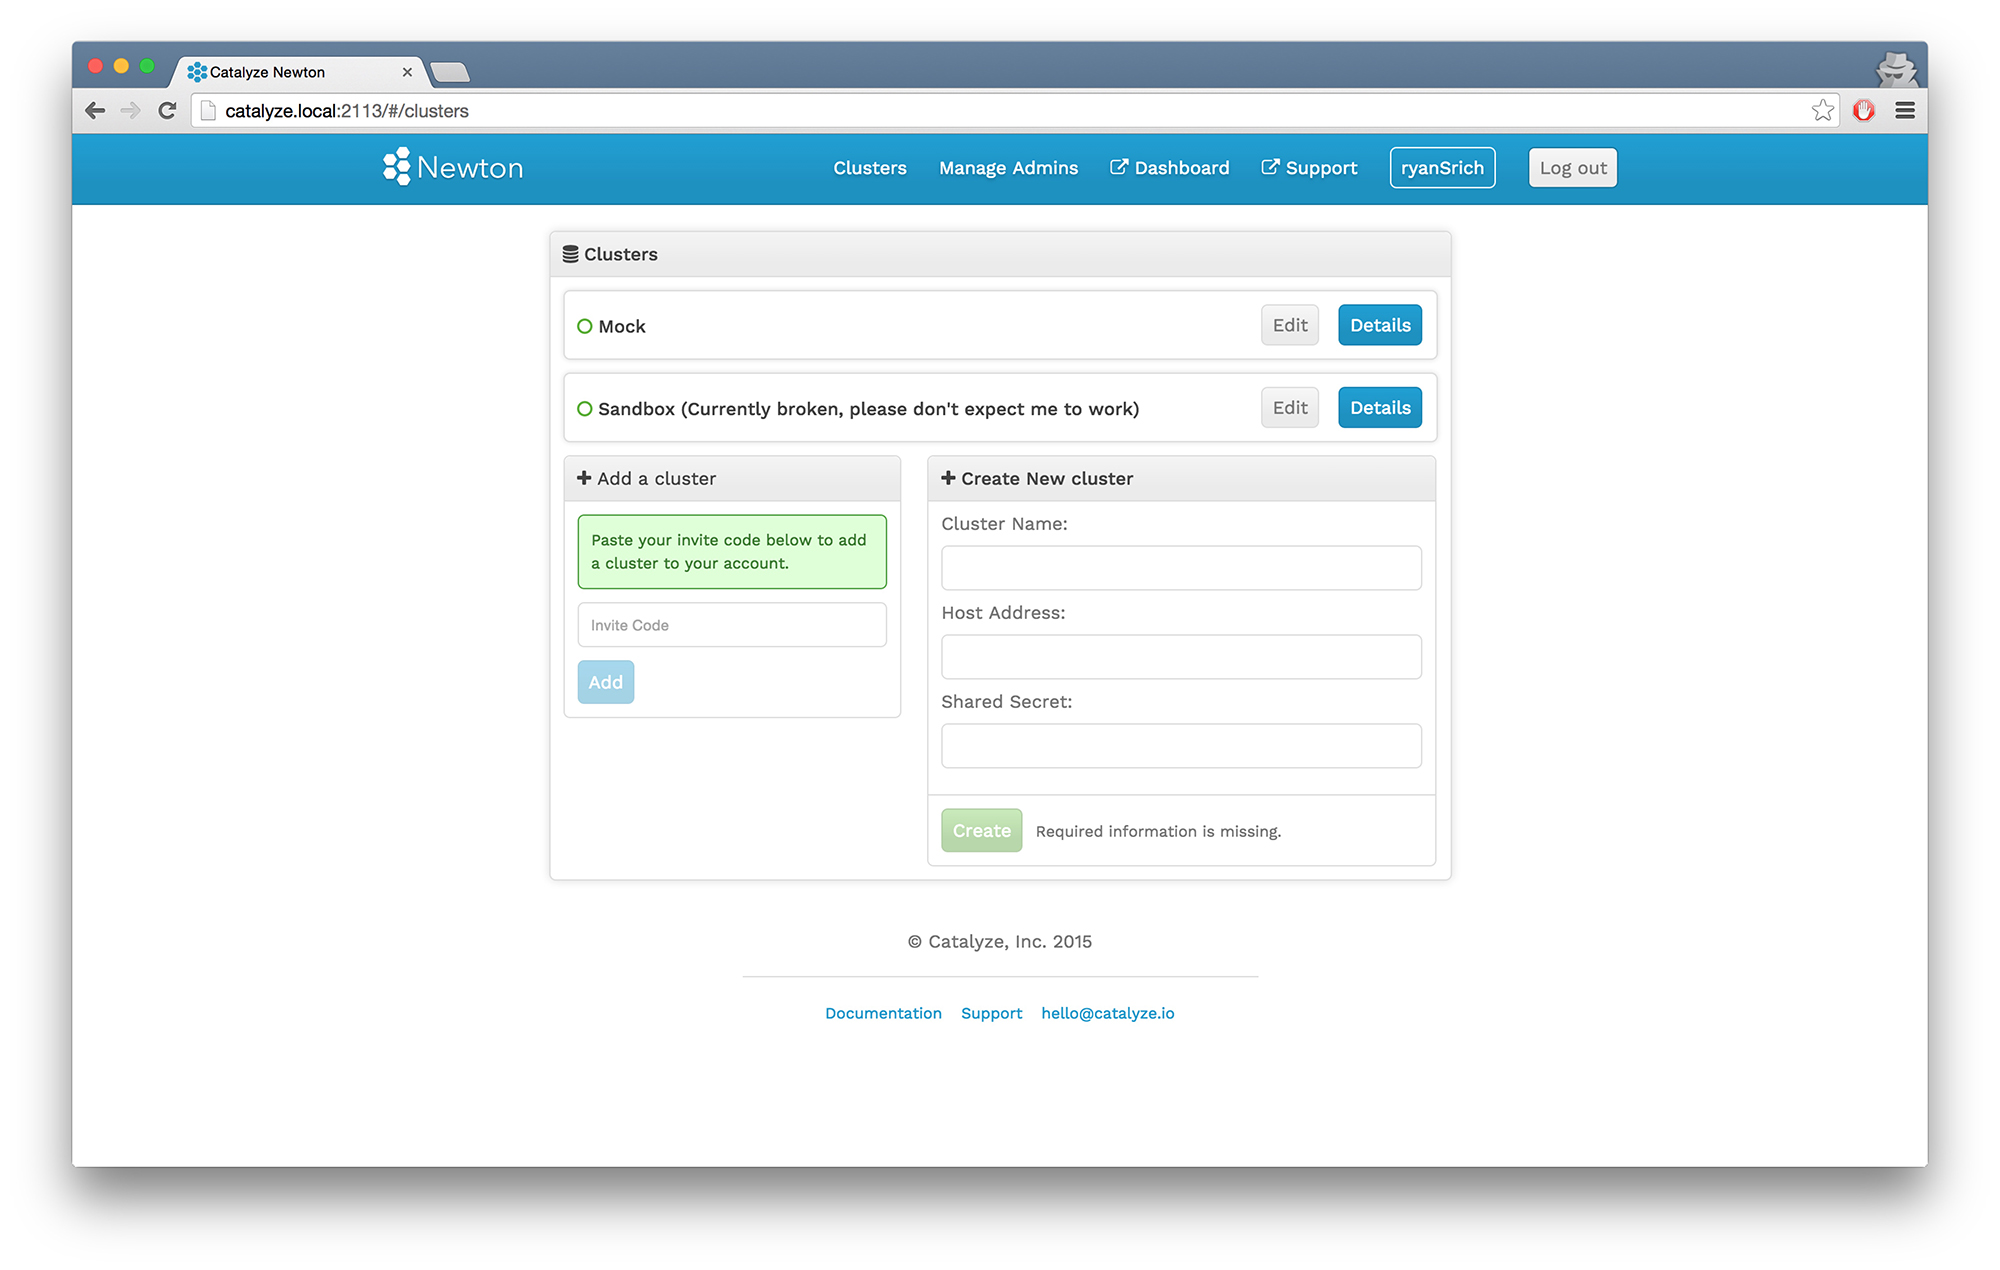 Catalyze Newton
catalyze.local:2113/#/clusters
Newton
Clusters
Manage Admins
Dashboard
Support
ryanSrich
Log out
Clusters
Mock
Edit
Details
Sandbox (Currently broken, please don't expect me to work)
Edit
Details
Add a cluster
Paste your invite code below to add
a cluster to your account.
Invite Code
Add
Create New cluster
Cluster Name:
Host Address:
Shared Secret:
Create
Required information is missing.
© Catalyze, Inc. 2015
Documentation
Support
hello@catalyze.io